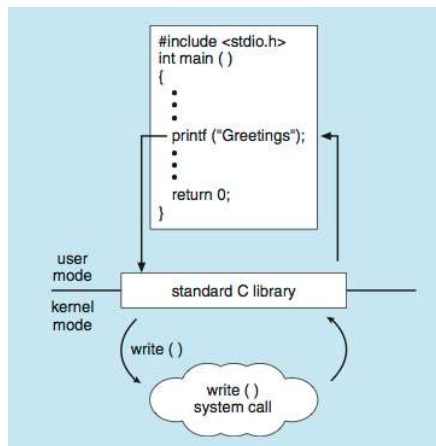 #include <stdio.h>
int main ( )
{
•
•
•
printf ("Greetings");
•
•
•
return 0;
}
user
mode
standard C library
kernel
mode
write ( )
write ( )
system call